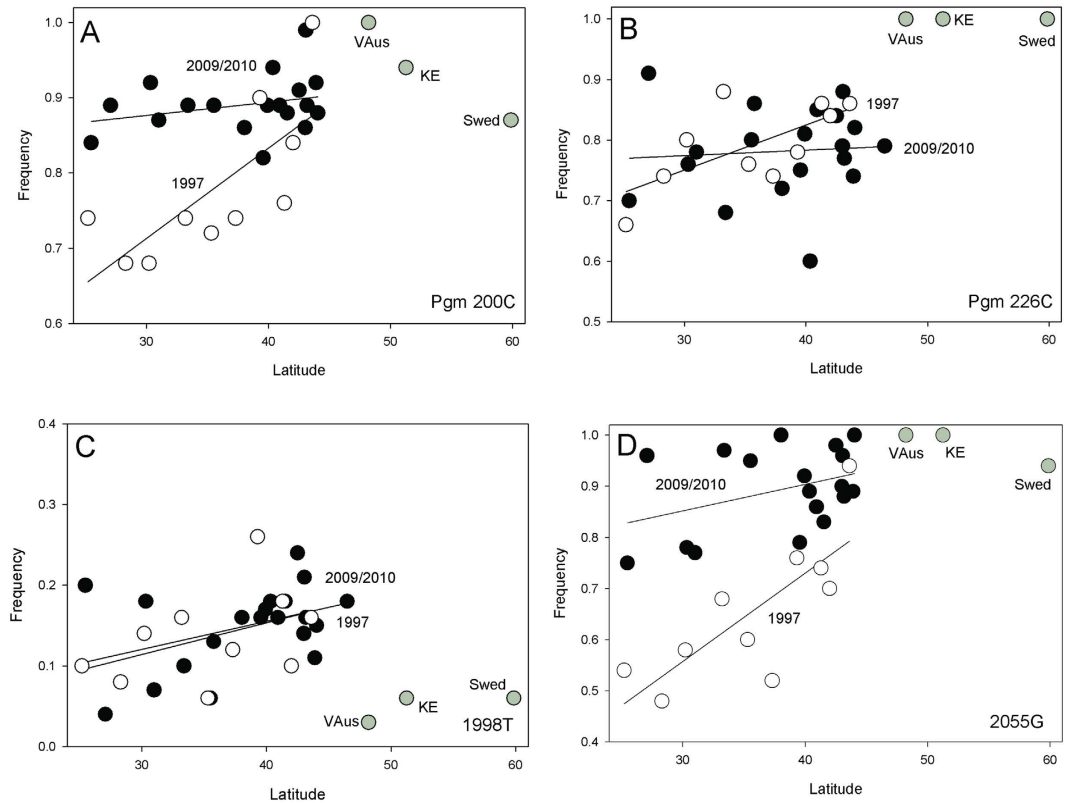 A
1.0
0.9
0.8
0.7
0.6
Frequency
2009/2010
1997
VAus
KE
Swed
Pgm 200C
30 40 50 60
Latitude
B
1.0
0.9
0.8
0.7
0.6
0.5
Frequency
VAus
KE
Swed
1997
2009/2010
Pgm 226C
30 40 50 60
Latitude
C
0.4
0.3
0.2
0.1
0.0
Frequency
2009/2010
1997
VAus
KE
Swed
1998T
30 40 50 60
Latitude
D
1.0
0.9
0.8
0.7
0.6
0.5
0.4
Frequency
2009/2010
1997
VAus
KE
Swed
2055G
30 40 50 60
Latitude